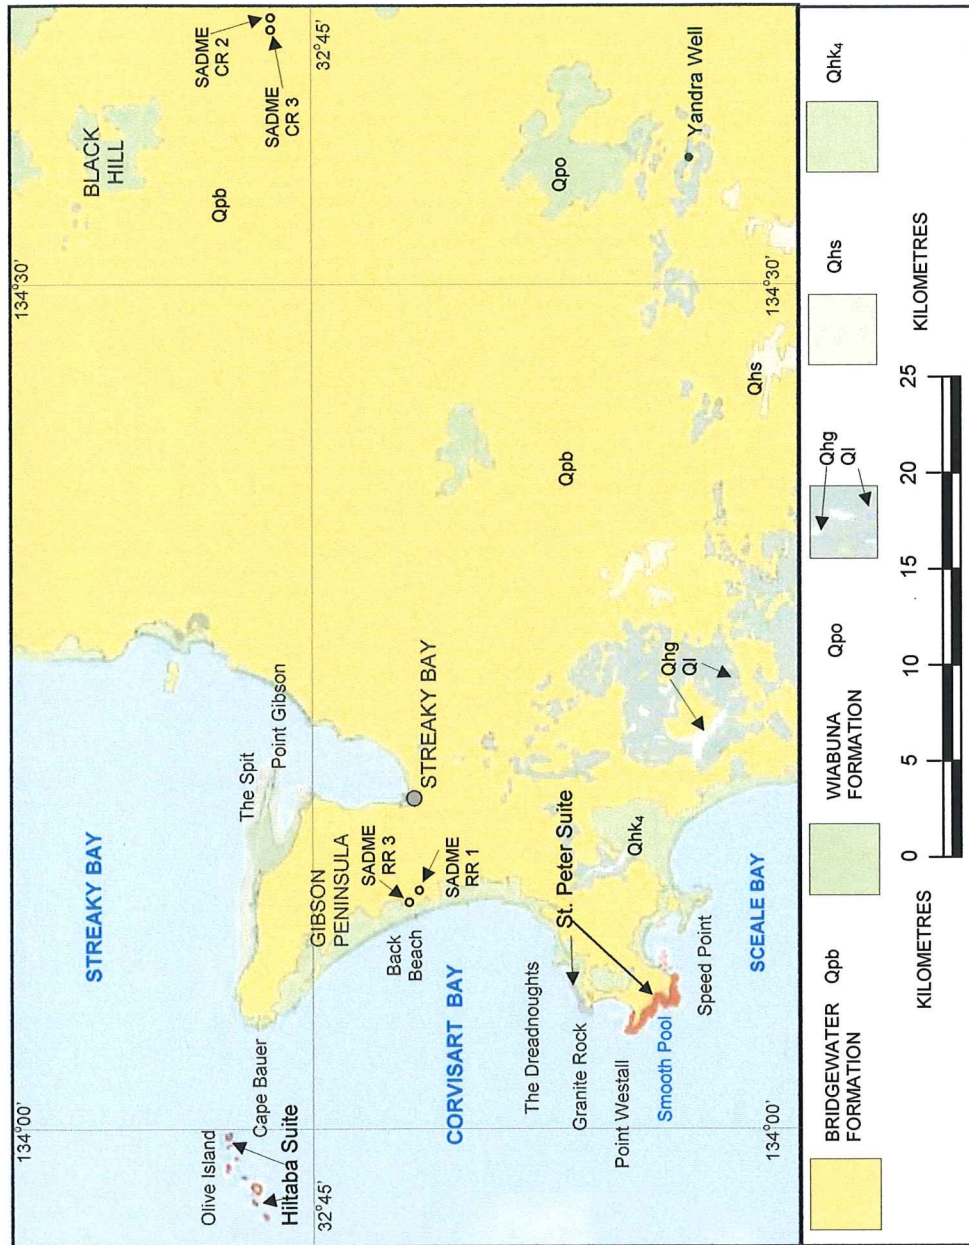 134°00'
134°30'
STREAKY BAY
Olive Island
Cape Bauer
Hiltaba Suite
32°45'
The Spit
Point Gibson
GIBSON
PENINSULA
SADME
RR 3
SADME
RR 1
Back
Beach
STREAKY BAY
CORVISART BAY
BLACK
HILL
Qpb
SADME
CR 2
SADME
CR 3
32°45'
The Dreadnoughts
Granite Rock
Point Westall
Smooth Pool
St. Peter Suite
Speed Point
SCEALE BAY
Qhk4
Qhg
Ql
Qpb
Qhs
Qpo
Yandra Well
134°00'
134°30'
BRIDGEWATER Qpb
FORMATION
WIABUNA Qpo
FORMATION
Qhg
Ql
Qhs
Qhk4
KILOMETRES 0 5 10 15 20 25 KILOMETRES